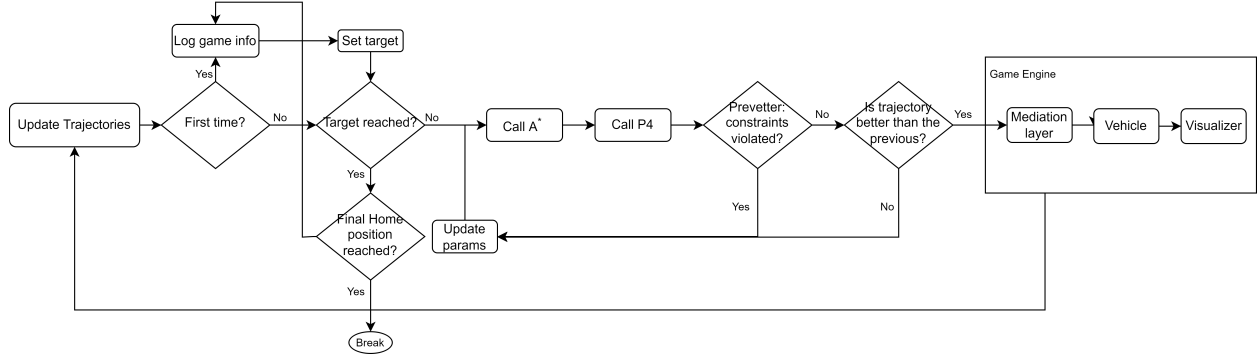 No
Log game info
Set target
Yes
Update Trajectories
First time?
No
Target reached?
No
Call A*
Call P4
Prevetter:
constraints
violated?
No
Is trajectory
better than the
previous?
Yes
Game Engine
Mediation
layer
Vehicle
Visualizer
Yes
Final Home
position
reached?
Update
params
Yes
No
Yes
Break